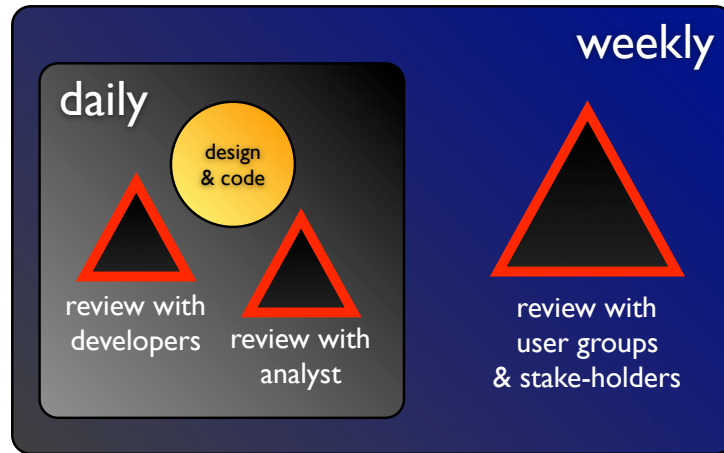 weekly
daily
design
& code
review with
developers
review with
analyst
review with
user groups
& stake-holders